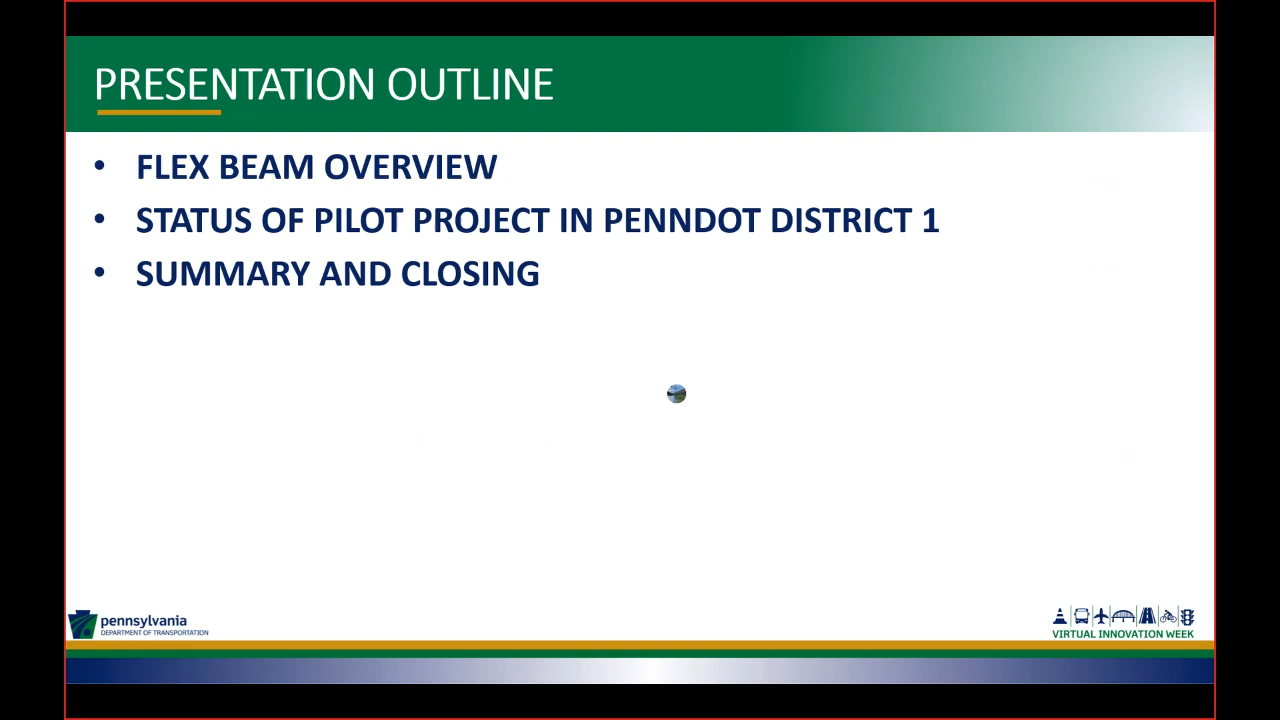 PRESENTATION OUTLINE
• FLEX BEAM OVERVIEW
• STATUS OF PILOT PROJECT IN PENNDOT DISTRICT 1
• SUMMARY AND CLOSING
pennsylvania
DEPARTMENT OF TRANSPORTATION
VIRTUAL INNOVATION WEEK